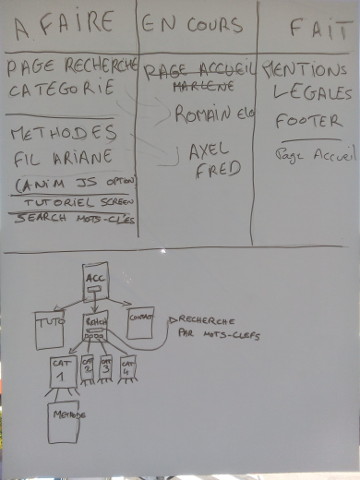 A FAIRE
EN COURS
FAIT
PAGE RECHERCHE
CATEGORIE
METHODES
FIL ARIANE
(ANIM JS OPTION)
TUTORIEL SCREEN
SEARCH MOTS-CLÉS
PAGE ACCUEIL
MARLENE
ROMAIN
AXEL
FRED
MENTIONS
LEGALES
FOOTER
Page Accueil
ACC
TUTO
CONTACT
RECHERCHE
PAR MOTS-CLEFS
CAT
1
CAT
2
CAT
3
CAT
4
METHODE